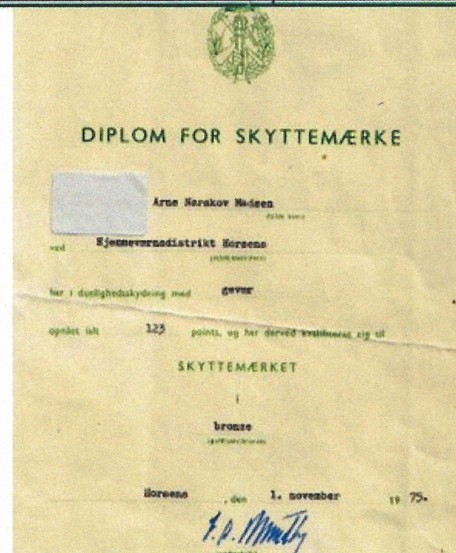 DIPLOM FOR SKYTTEMÆRKE
Arne Nørskov Madsen
ved Hjemmeværnsdistrikt Horsens
har i duelighedsskydning med gevær
opnået ialt 123 points, og har derved kvalificeret sig til
SKYTTEMÆRKET
i
bronze
Horsens , den 1. november 19 75.